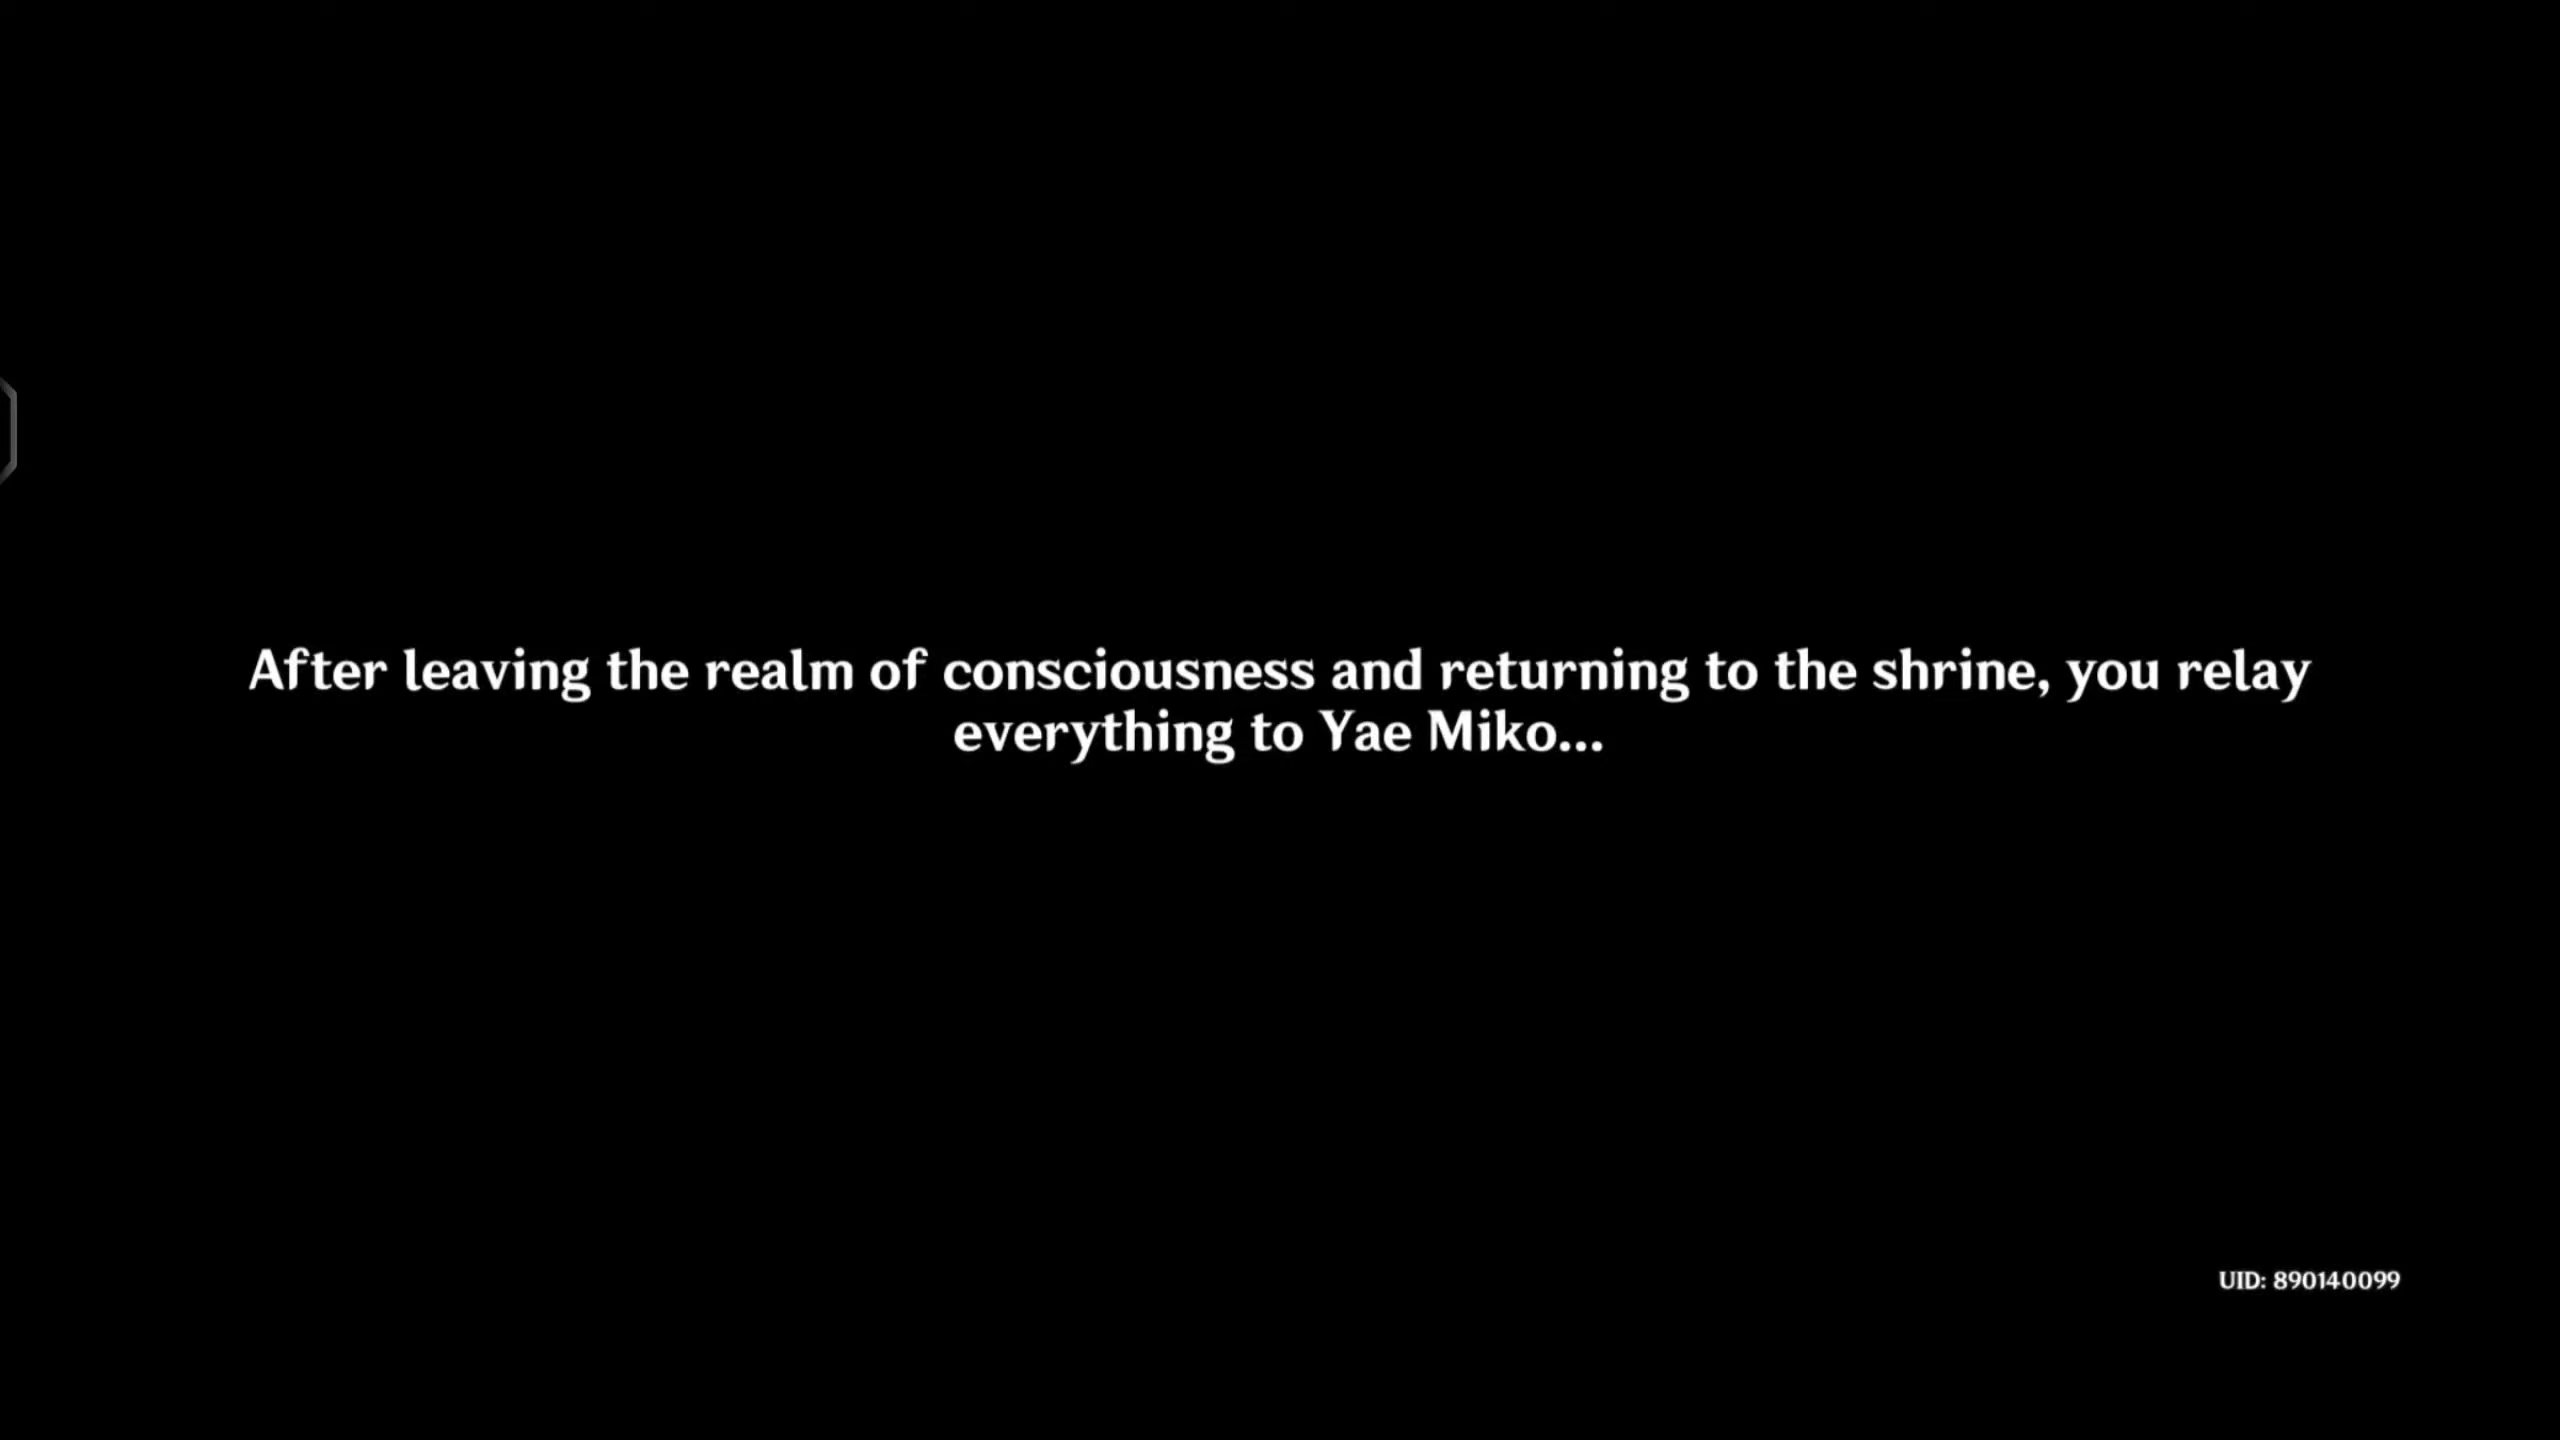 After leaving the realm of consciousness and returning to the shrine, you relay
everything to Yae Miko...
UID: 890140099